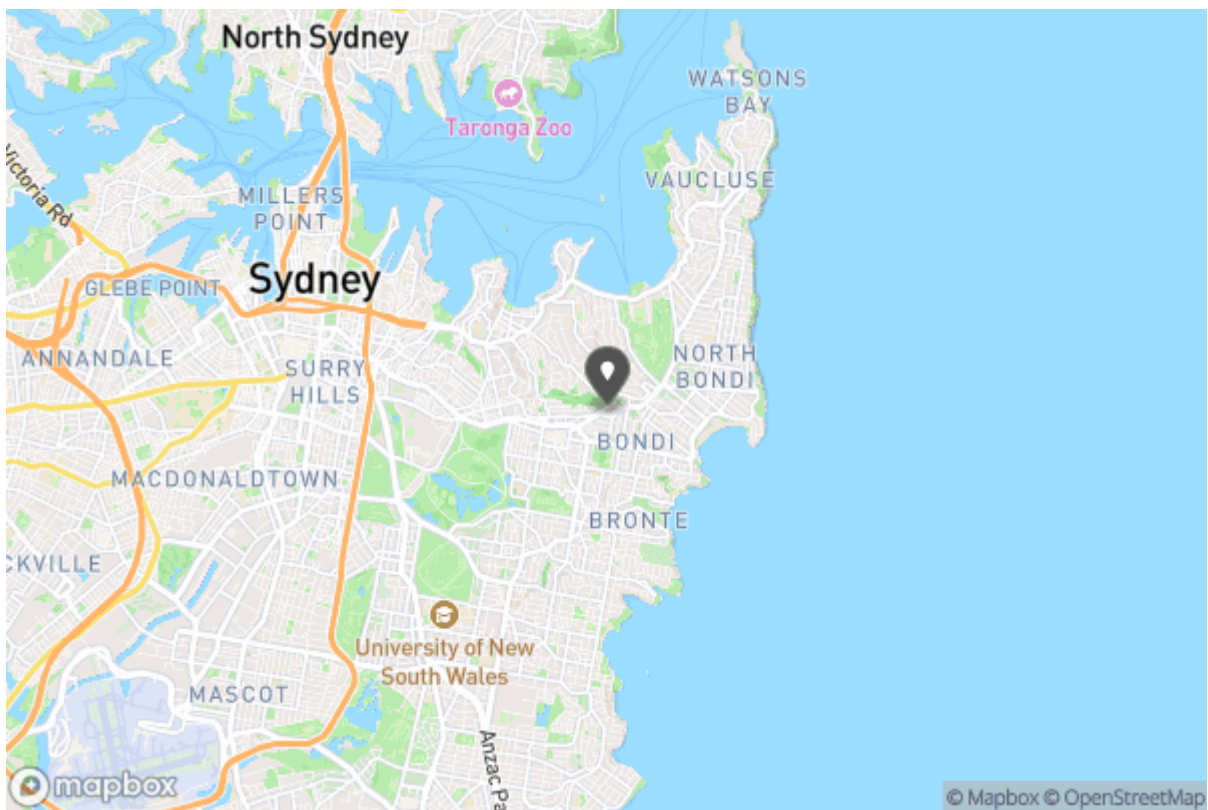 North Sydney
WATSONS
BAY
Taronga Zoo
VAUCLUSE
Victoria Rd
MILLERS
POINT
Sydney
GLEBE POINT
ANNANDALE
SURRY
HILLS
NORTH
BONDI
BONDI
MACDONALDTOWN
BRONTE
CKVILLE
University of New
South Wales
MASCOT
Anzac Pa
mapbox
© Mapbox © OpenStreetMap